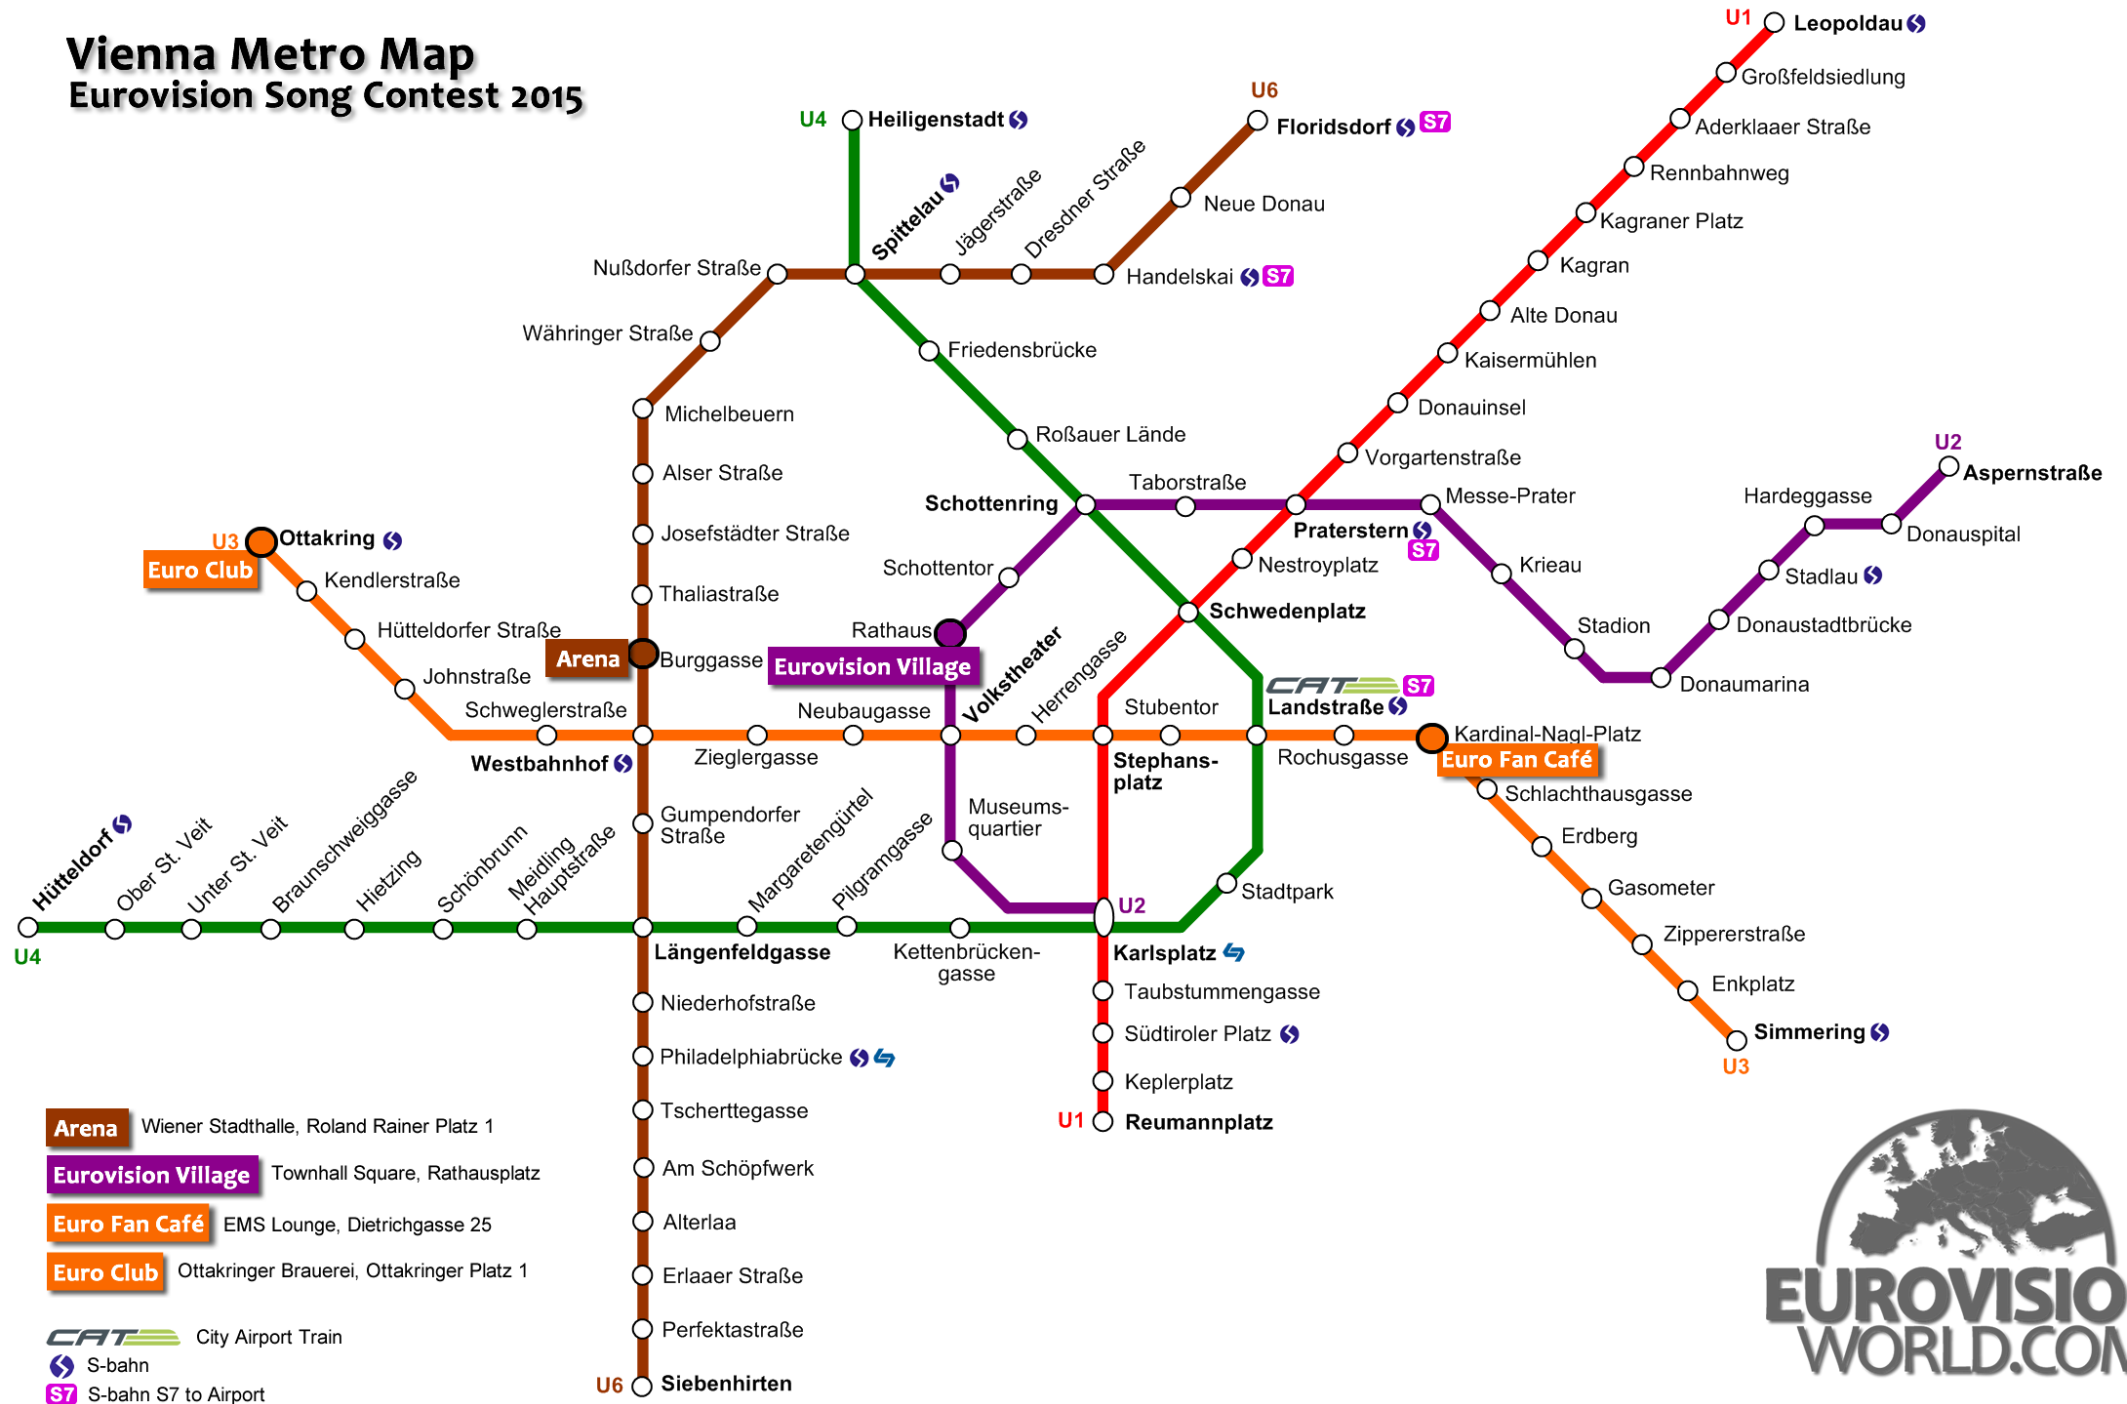 Vienna Metro Map
Eurovision Song Contest 2015
U1
Leopoldau
Großfeldsiedlung
Aderklaaer Straße
Rennbahnweg
Kagraner Platz
Kagran
Alte Donau
Kaisermühlen
Donauinsel
Vorgartenstraße
U4
Heiligenstadt
U6
Floridsdorf
S7
Neue Donau
Spittelau
Jägerstraße
Dresdner Straße
Handelskai
S7
Nußdorfer Straße
Währinger Straße
Michelbeuern
Alser Straße
Josefstädter Straße
Thaliastraße
Arena
Burggasse
Friedensbrücke
Roßauer Lände
Schottenring
Taborstraße
Praterstern
S7
Messe-Prater
Krieau
Stadion
Donaumarina
Donaustadtbrücke
Stadlau
Hardeggasse
Donauspital
U2
Aspernstraße
Nestroyplatz
Schwedenplatz
Schottentor
Rathaus
Eurovision Village
U3
Ottakring
Euro Club
Kendlerstraße
Hütteldorfer Straße
Johnstraße
Schweglerstraße
Westbahnhof
Zieglergasse
Neubaugasse
Volkstheater
Herrengasse
Stephans-
platz
Stubentor
CAT
S7
Landstraße
Rochusgasse
Kardinal-Nagl-Platz
Euro Fan Café
Schlachthausgasse
Erdberg
Gasometer
Zippererstraße
Enkplatz
Simmering
U3
Gumpendorfer
Straße
Museums-
quartier
Stadtpark
Hütteldorf
U4
Ober St. Veit
Unter St. Veit
Braunschweiggasse
Hietzing
Schönbrunn
Meidling
Hauptstraße
Längenfeldgasse
Margaretengürtel
Pilgramgasse
Kettenbrücken-
gasse
U2
Karlsplatz
Taubstummengasse
Südtiroler Platz
Keplerplatz
U1
Reumannplatz
Niederhofstraße
Philadelphiabrücke
Tscherttegasse
Am Schöpfwerk
Alterlaa
Erlaaer Straße
Perfektastraße
U6
Siebenhirten
Arena Wiener Stadthalle, Roland Rainer Platz 1
Eurovision Village Townhall Square, Rathausplatz
Euro Fan Café EMS Lounge, Dietrichgasse 25
Euro Club Ottakringer Brauerei, Ottakringer Platz 1
CAT City Airport Train
S-bahn
S7 S-bahn S7 to Airport
EUROVISIO
WORLD.COM